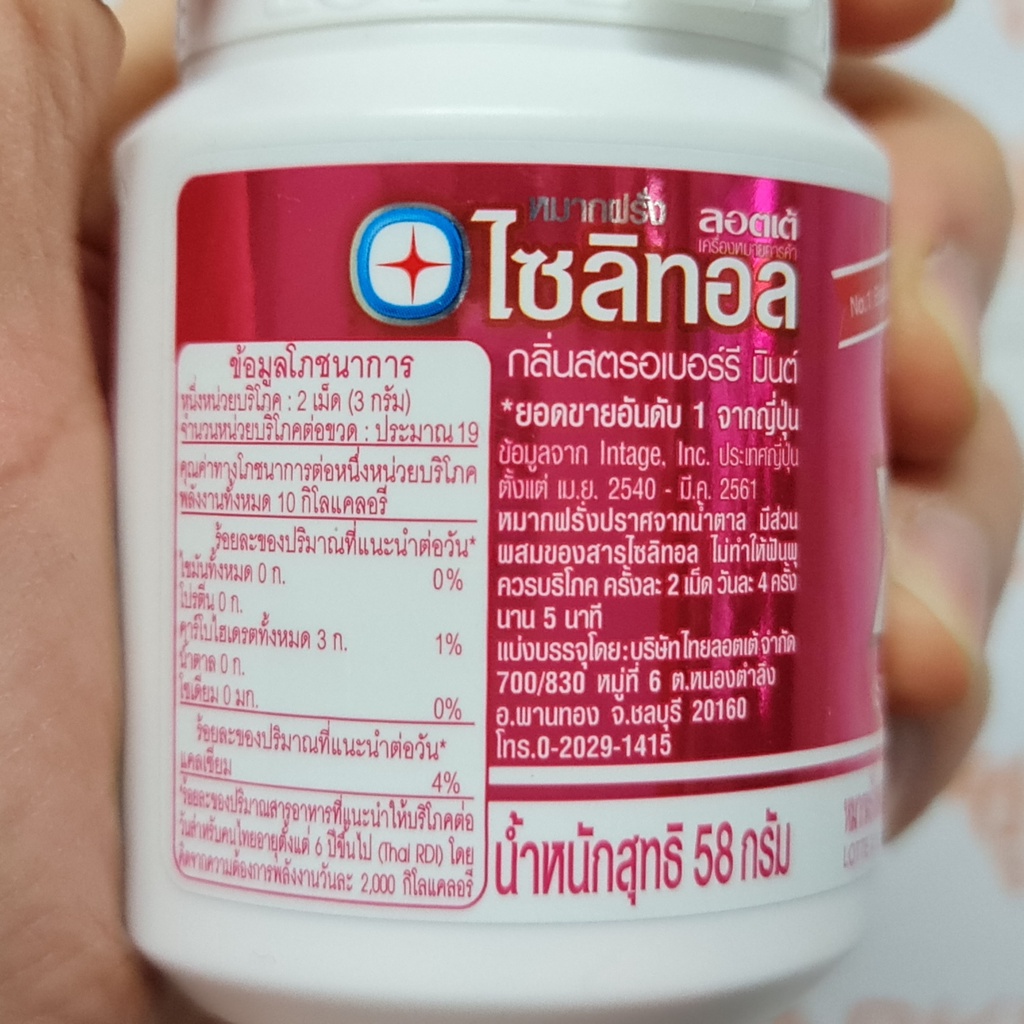 หมากฝรั่ง ลอตเต้
เครื่องหมายการค้า
ไซลิทอล
กลิ่นสตรอเบอร์รี มินต์
*ยอดขายอันดับ 1 จากญี่ปุ่น
ข้อมูลจาก Intage, Inc. ประเทศญี่ปุ่น
ตั้งแต่ เม.ย. 2540 - มี.ค. 2561
หมากฝรั่งปราศจากน้ำตาล มีส่วน
ผสมของสารไซลิทอล ไม่ทำให้ฟันผุ
ควรบริโภค ครั้งละ 2 เม็ด วันละ 4 ครั้ง
นาน 5 นาที
แบ่งบรรจุโดย:บริษัทไทยลอตเต้ จำกัด
700/830 หมู่ที่ 6 ต.หนองตำลึง
อ.พานทอง จ.ชลบุรี 20160
โทร.0-2029-1415
น้ำหนักสุทธิ 58 กรัม
ข้อมูลโภชนาการ
หนึ่งหน่วยบริโภค : 2 เม็ด (3 กรัม)
จำนวนหน่วยบริโภคต่อขวด : ประมาณ 19
คุณค่าทางโภชนาการต่อหนึ่งหน่วยบริโภค
พลังงานทั้งหมด 10 กิโลแคลอรี
ร้อยละของปริมาณที่แนะนำต่อวัน*
ไขมันทั้งหมด 0 ก. 0%
โปรตีน 0 ก.
คาร์โบไฮเดรตทั้งหมด 3 ก. 1%
น้ำตาล 0 ก.
โซเดียม 0 มก. 0%
ร้อยละของปริมาณที่แนะนำต่อวัน*
แคลเซียม 4%
*ร้อยละของปริมาณสารอาหารที่แนะนำให้บริโภคต่อ
วันสำหรับคนไทยอายุตั้งแต่ 6 ปีขึ้นไป (Thai RDI) โดย
คิดจากความต้องการพลังงานวันละ 2,000 กิโลแคลอรี
No.1